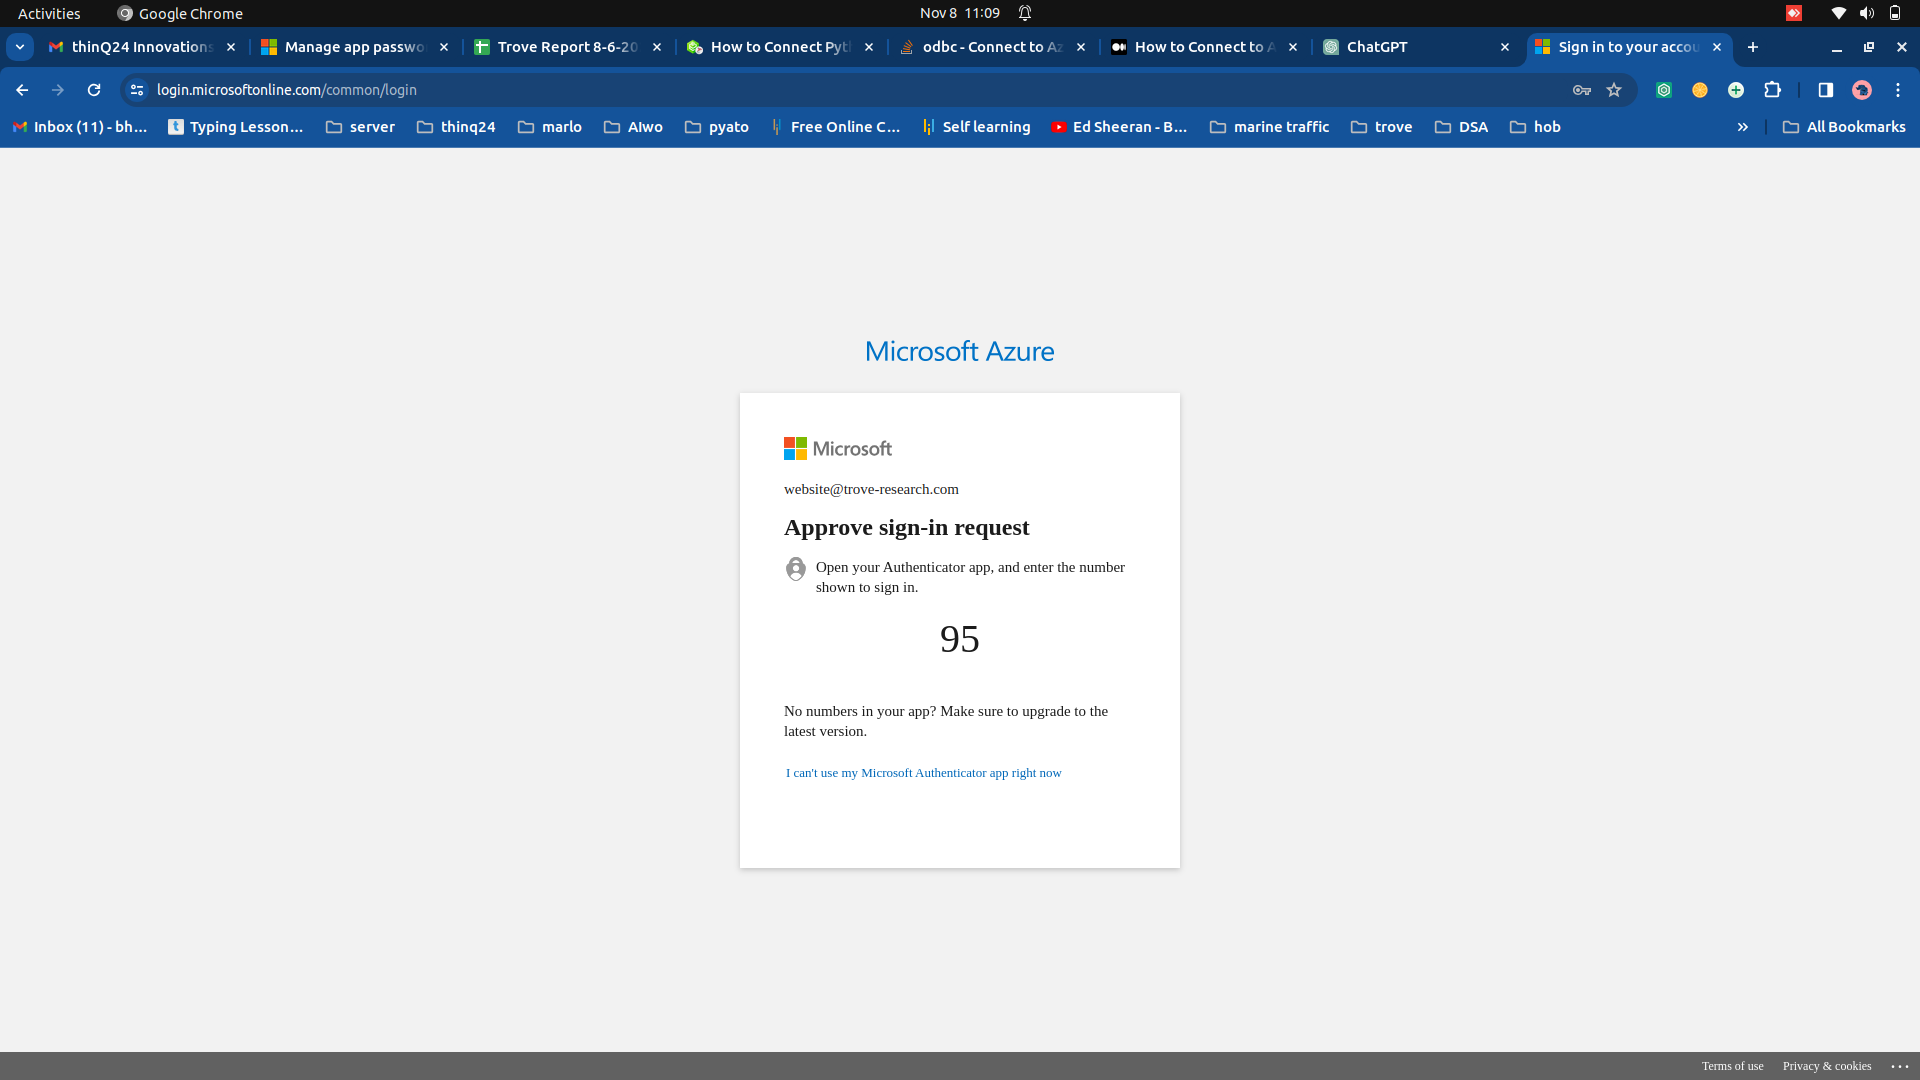 Activities
Google Chrome
Nov 8 11:09
thinQ24 Innovations
Manage app passwo
Trove Report 8-6-20
How to Connect Pyt
odbc - Connect to Az
How to Connect to A
ChatGPT
Sign in to your accou
login.microsoftonline.com/common/login
Inbox (11) - bh...
Typing Lesson...
server
thinq24
marlo
AIwo
pyato
Free Online C...
Self learning
Ed Sheeran - B...
marine traffic
trove
DSA
hob
All Bookmarks
Microsoft Azure
Microsoft
website@trove-research.com
Approve sign-in request
Open your Authenticator app, and enter the number
shown to sign in.
95
No numbers in your app? Make sure to upgrade to the
latest version.
I can't use my Microsoft Authenticator app right now
Terms of use
Privacy & cookies
...